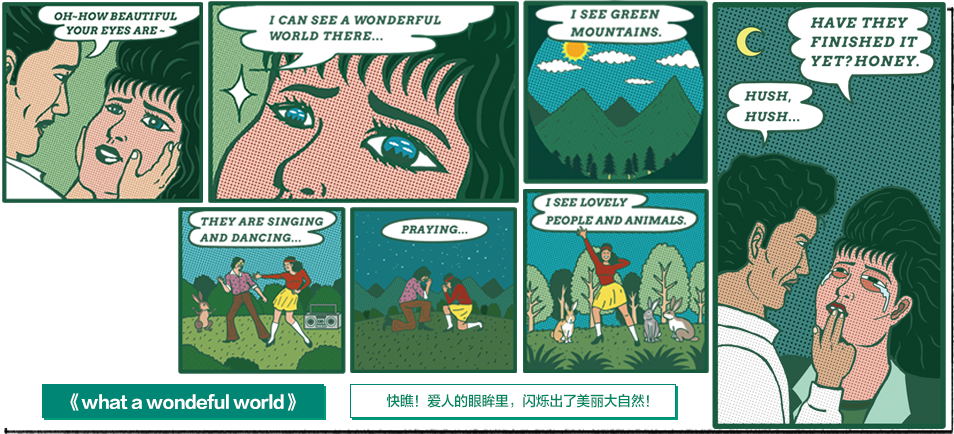 OH~HOW BEAUTIFUL
YOUR EYES ARE ~
I CAN SEE A WONDERFUL
WORLD THERE...
I SEE GREEN
MOUNTAINS.
I SEE LOVELY
PEOPLE AND ANIMALS.
PRAYING...
THEY ARE SINGING
AND DANCING...
HAVE THEY
FINISHED IT
YET? HONEY.
HUSH,
HUSH...
《 what a wondeful world 》
快瞧！爱人的眼眸里，闪烁出了美丽大自然！